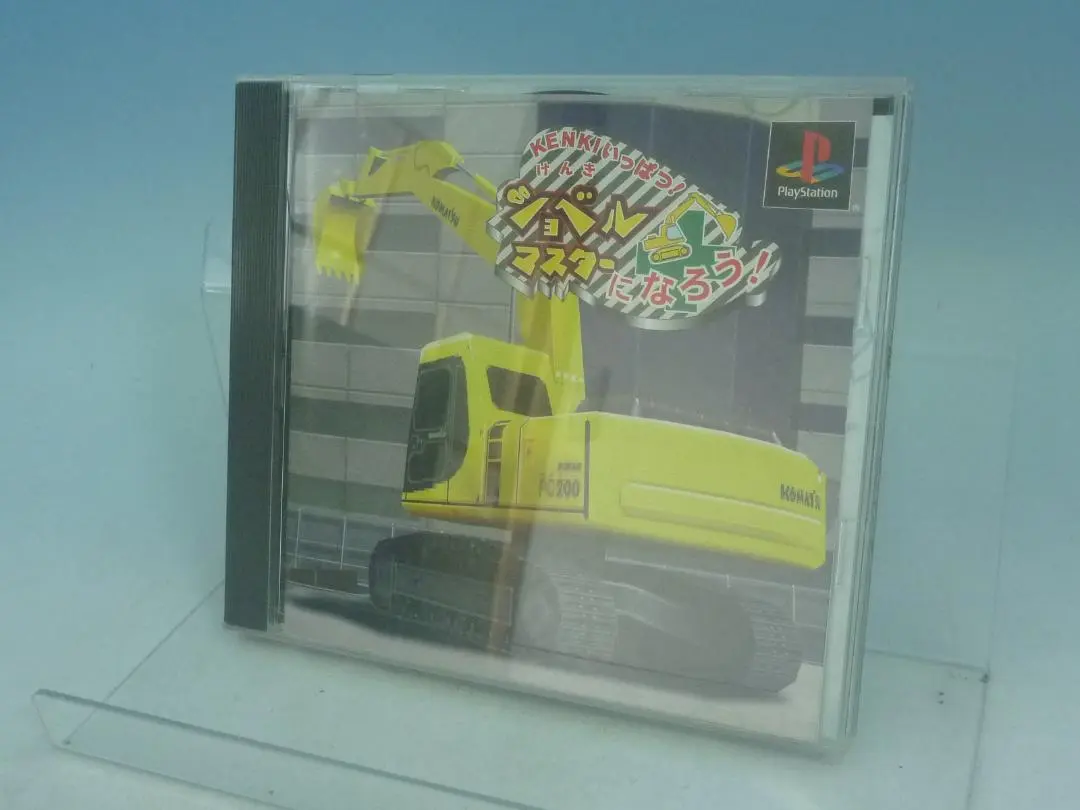 KENKIいっぱつ!
けんき
ショベル
マスター
になろう!
PlayStation
KOMATSU
PC200
KOMATSU